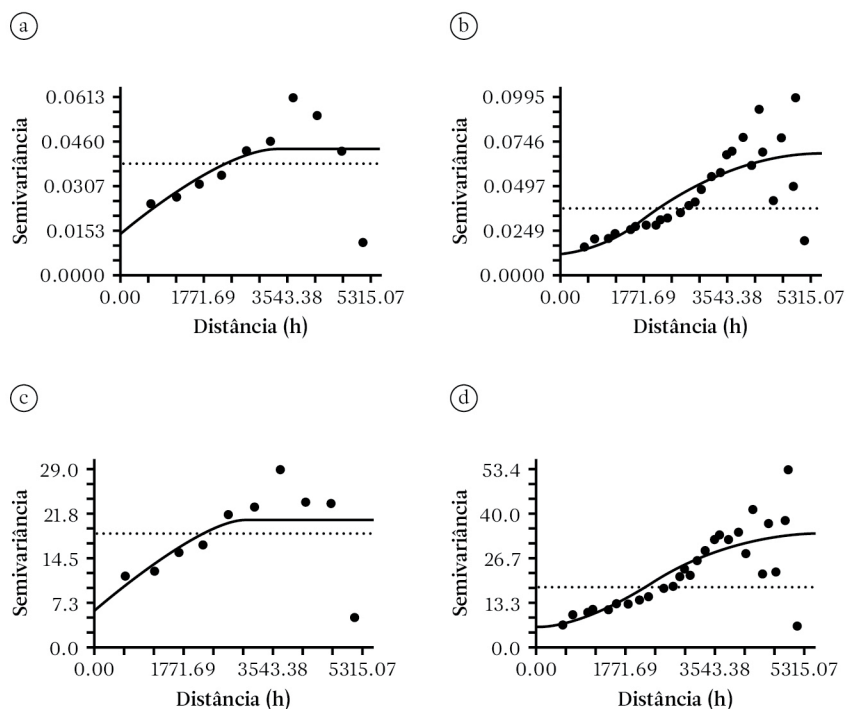 a
Semivariância
0.0613
0.0460
0.0307
0.0153
0.0000
0.00 1771.69 3543.38 5315.07
Distância (h)
b
Semivariância
0.0995
0.0746
0.0497
0.0249
0.0000
0.00 1771.69 3543.38 5315.07
Distância (h)
c
Semivariância
29.0
21.8
14.5
7.3
0.0
0.00 1771.69 3543.38 5315.07
Distância (h)
d
Semivariância
53.4
40.0
26.7
13.3
0.0
0.00 1771.69 3543.38 5315.07
Distância (h)